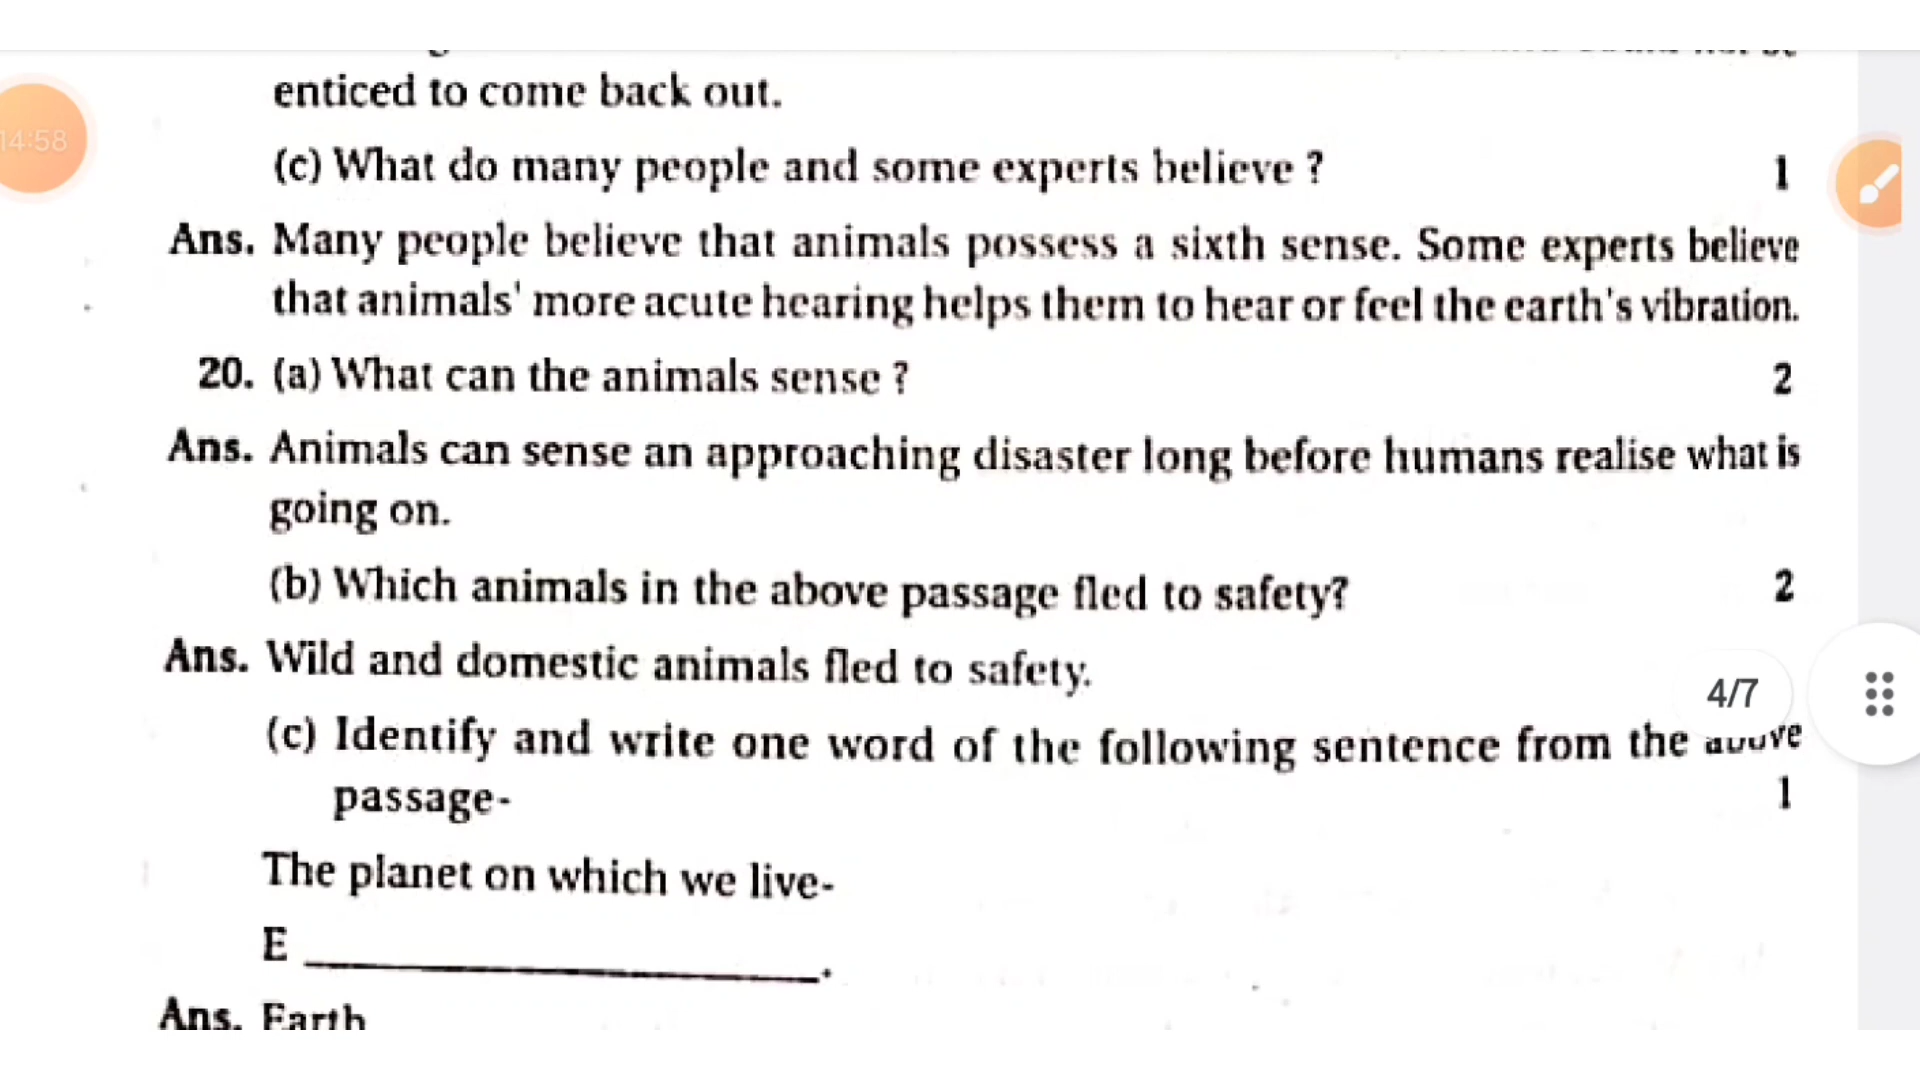 enticed to come back out.
14:58
(c) What do many people and some experts believe ? 1
Ans. Many people believe that animals possess a sixth sense. Some experts believe
that animals' more acute hearing helps them to hear or feel the earth's vibration.
20. (a) What can the animals sense ? 2
Ans. Animals can sense an approaching disaster long before humans realise what is
going on.
(b) Which animals in the above passage fled to safety? 2
Ans. Wild and domestic animals fled to safety.
4/7
(c) Identify and write one word of the following sentence from the above
passage- 1
The planet on which we live-
E ____________.
Ans. Earth